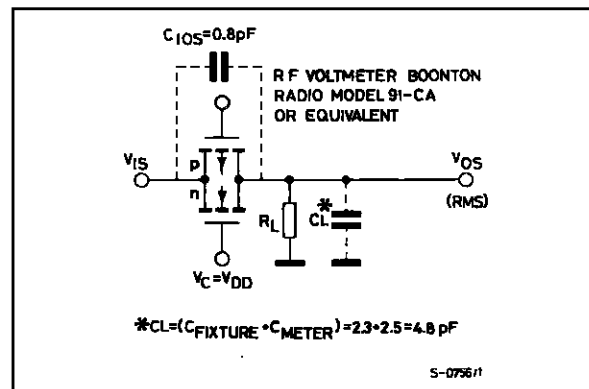 CIOS=0.8pF
RF VOLTMETER BOONTON
RADIO MODEL 91-CA
OR EQUIVALENT
VIS
p
n
VOS
(RMS)
RL
*
CL
VC=VDD
*CL=(CFIXTURE+CMETER)=2.3+2.5=4.8 pF
S-0756/1